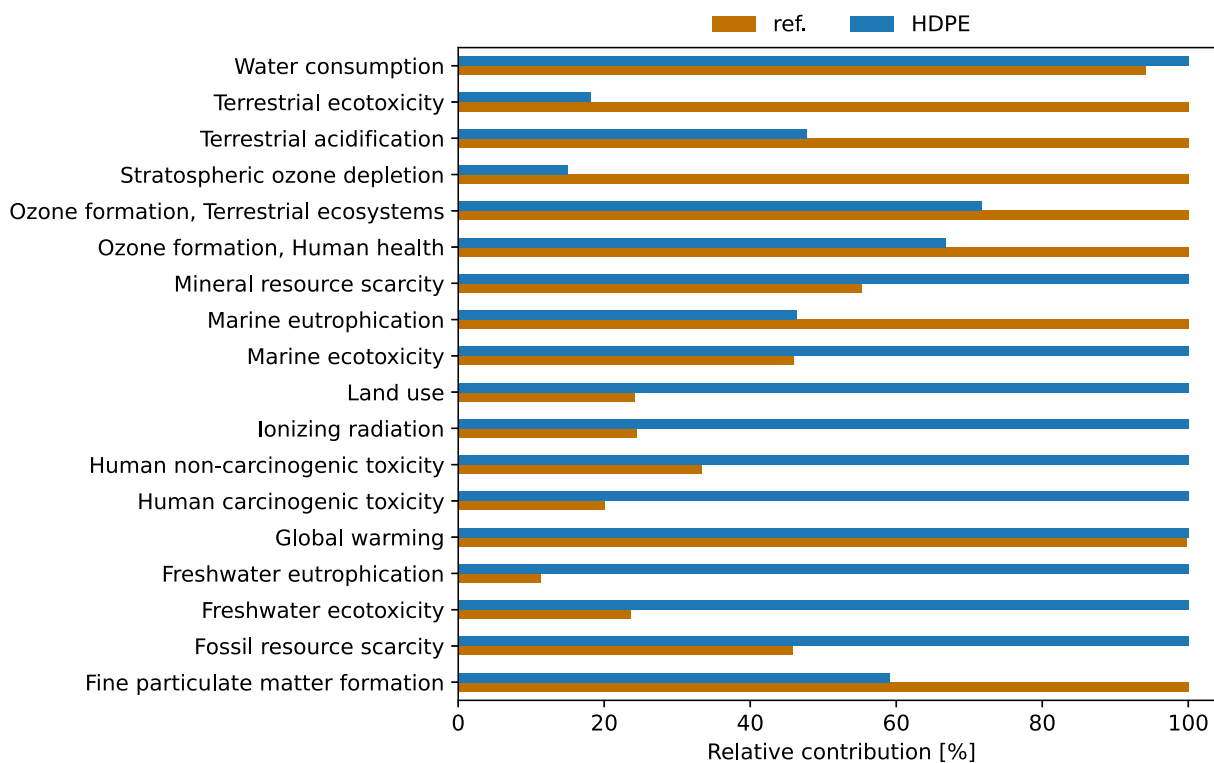 ref. HDPE
Water consumption
Terrestrial ecotoxicity
Terrestrial acidification
Stratospheric ozone depletion
Ozone formation, Terrestrial ecosystems
Ozone formation, Human health
Mineral resource scarcity
Marine eutrophication
Marine ecotoxicity
Land use
Ionizing radiation
Human non-carcinogenic toxicity
Human carcinogenic toxicity
Global warming
Freshwater eutrophication
Freshwater ecotoxicity
Fossil resource scarcity
Fine particulate matter formation
0 20 40 60 80 100
Relative contribution [%]